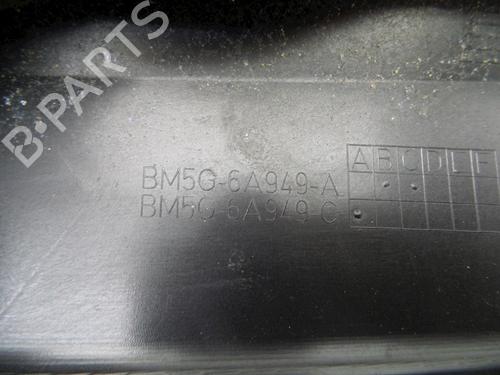 B-PARTS
BM5G-6A949-A
BM5G-6A949-C
A B C D E F